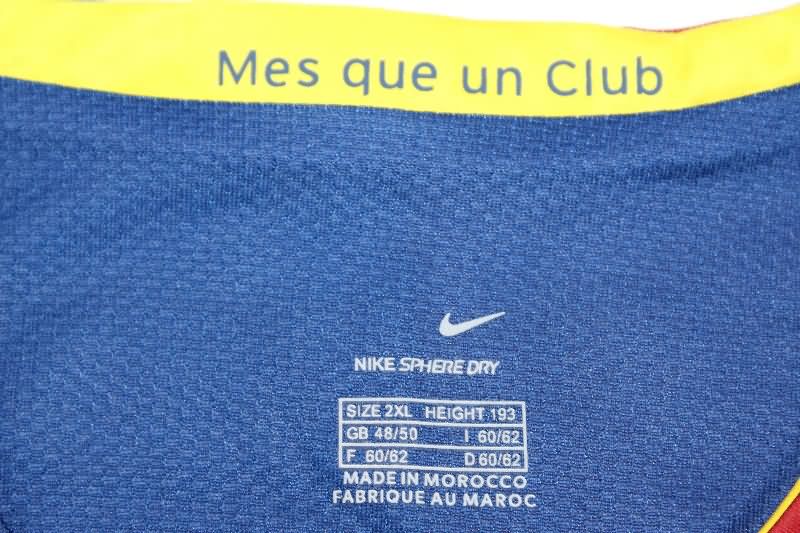 Mes que un Club
NIKE SPHERE DRY
SIZE 2XL HEIGHT 193
GB 48/50 I 60/62
F 60/62 D 60/62
MADE IN MOROCCO
FABRIQUE AU MAROC